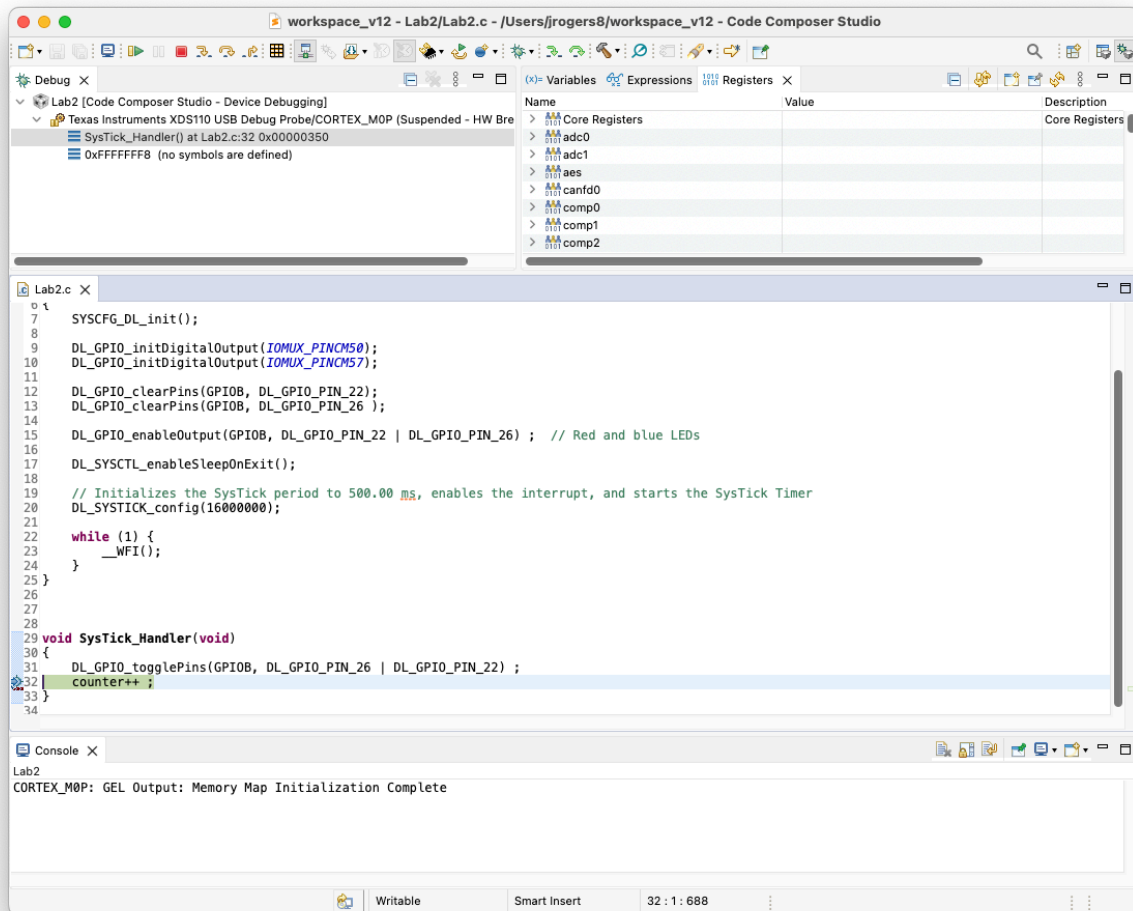 workspace_v12 - Lab2/Lab2.c - /Users/jrogers8/workspace_v12 - Code Composer Studio
Debug
Lab2 [Code Composer Studio - Device Debugging]
Texas Instruments XDS110 USB Debug Probe/CORTEX_M0P (Suspended - HW Bre
SysTick_Handler() at Lab2.c:32 0x00000350
0xFFFFFFF8 (no symbols are defined)
(x)= Variables Expressions Registers
Name Value Description
Core Registers Core Registers
adc0
adc1
aes
canfd0
comp0
comp1
comp2
Lab2.c
6 {
7 SYSCFG_DL_init();
8
9 DL_GPIO_initDigitalOutput(IOMUX_PINCM50);
10 DL_GPIO_initDigitalOutput(IOMUX_PINCM57);
11
12 DL_GPIO_clearPins(GPIOB, DL_GPIO_PIN_22);
13 DL_GPIO_clearPins(GPIOB, DL_GPIO_PIN_26 );
14
15 DL_GPIO_enableOutput(GPIOB, DL_GPIO_PIN_22 | DL_GPIO_PIN_26) ; // Red and blue LEDs
16
17 DL_SYSCTL_enableSleepOnExit();
18
19 // Initializes the SysTick period to 500.00 ms, enables the interrupt, and starts the SysTick Timer
20 DL_SYSTICK_config(16000000);
21
22 while (1) {
23 __WFI();
24 }
25 }
26
27
28
29 void SysTick_Handler(void)
30 {
31 DL_GPIO_togglePins(GPIOB, DL_GPIO_PIN_26 | DL_GPIO_PIN_22) ;
32 counter++ ;
33 }
34
Console
Lab2
CORTEX_M0P: GEL Output: Memory Map Initialization Complete
Writable Smart Insert 32 : 1 : 688